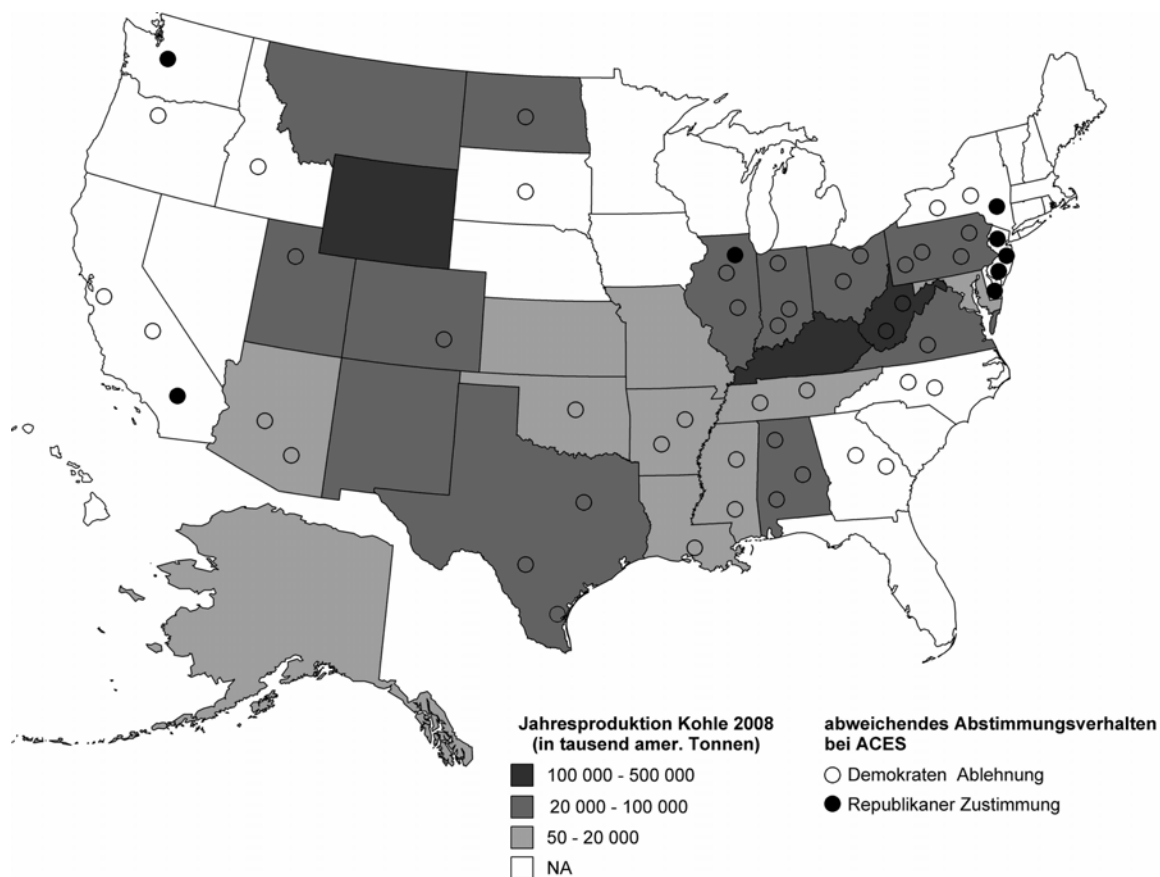 Jahresproduktion Kohle 2008
(in tausend amer. Tonnen)
100 000 - 500 000
20 000 - 100 000
50 - 20 000
NA
abweichendes Abstimmungsverhalten
bei ACES
Demokraten Ablehnung
Republikaner Zustimmung